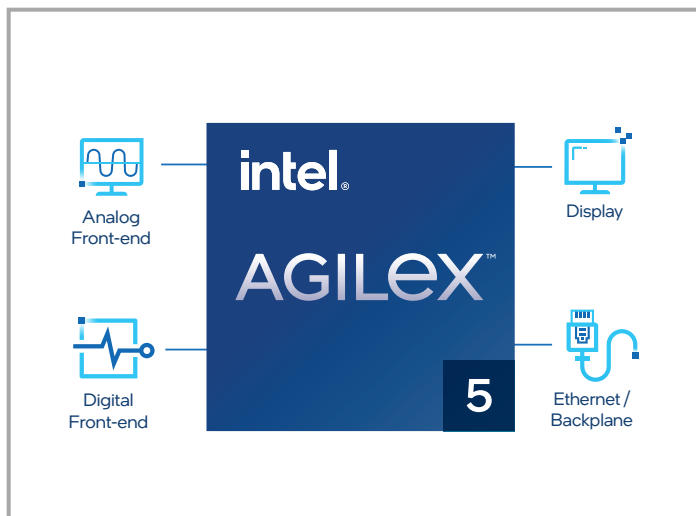 intel®
AGILEX™
5
Analog
Front-end
Digital
Front-end
Display
Ethernet /
Backplane